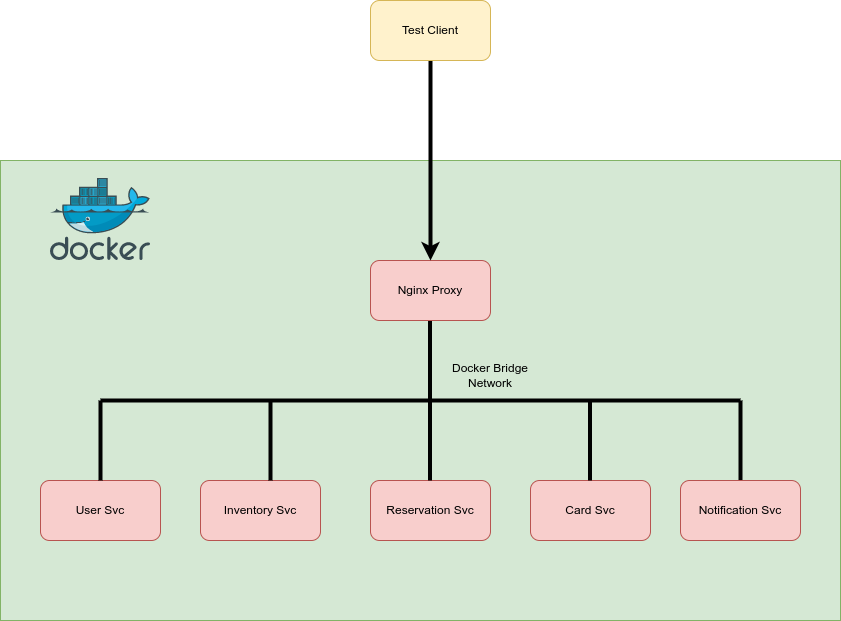 Test Client
docker
Nginx Proxy
Docker Bridge
Network
User Svc
Inventory Svc
Reservation Svc
Card Svc
Notification Svc